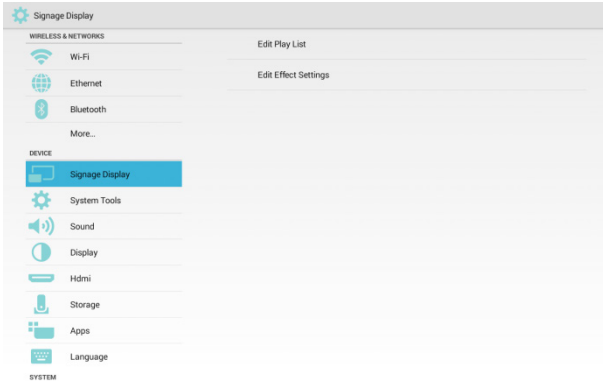 Signage Display
WIRELESS & NETWORKS
Wi-Fi
Ethernet
Bluetooth
More...
DEVICE
Signage Display
System Tools
Sound
Display
Hdmi
Storage
Apps
Language
SYSTEM
Edit Play List
Edit Effect Settings